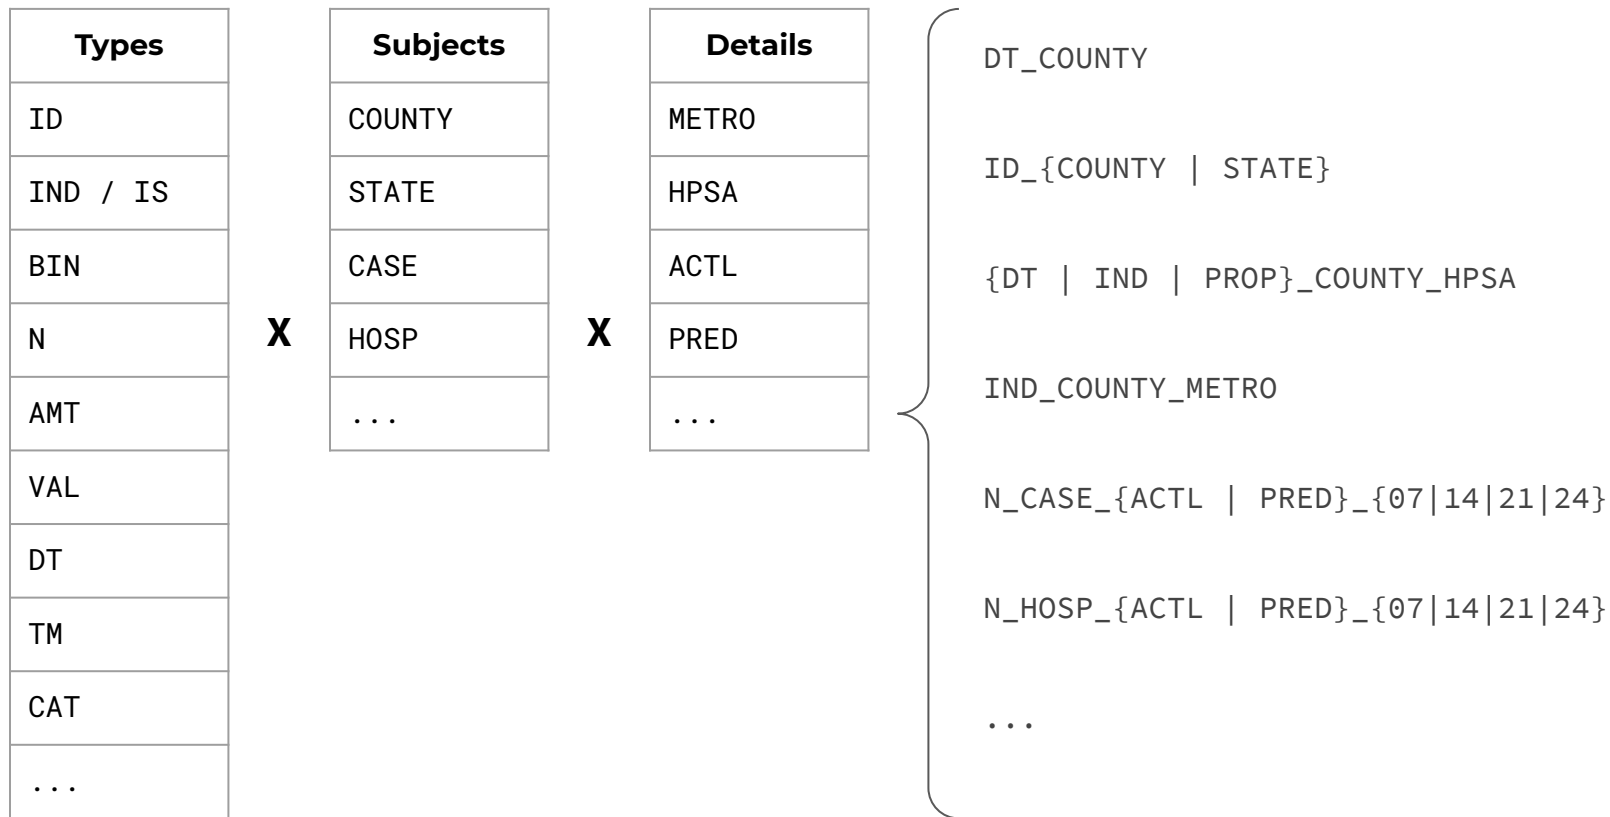 Types
ID
IND / IS
BIN
N
AMT
VAL
DT
TM
CAT
...
X
Subjects
COUNTY
STATE
CASE
HOSP
...
X
Details
METRO
HPSA
ACTL
PRED
...
DT_COUNTY
ID_{COUNTY | STATE}
{DT | IND | PROP}_COUNTY_HPSA
IND_COUNTY_METRO
N_CASE_{ACTL | PRED}_{07|14|21|24}
N_HOSP_{ACTL | PRED}_{07|14|21|24}
...